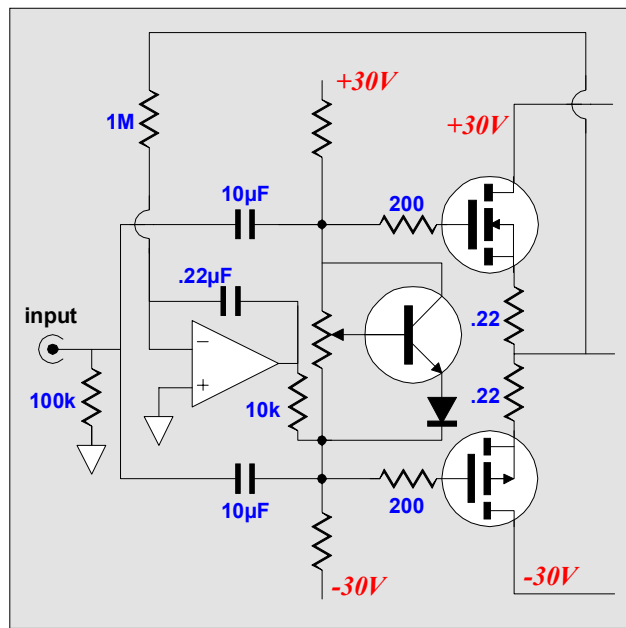 +30V
+30V
1M
10µF
200
.22µF
input
.22
−
+
100k
10k
.22
10µF
200
-30V
-30V